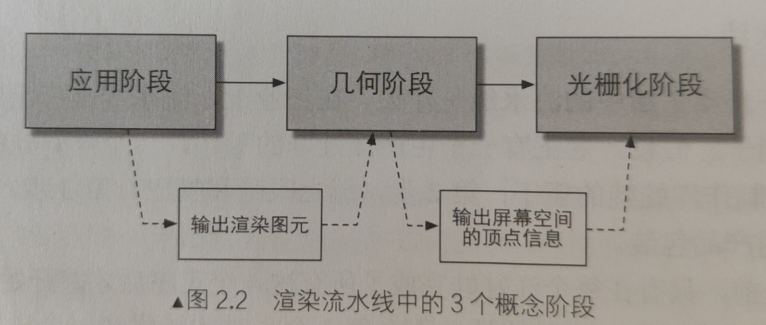 应用阶段
几何阶段
光栅化阶段
输出渲染图元
输出屏幕空间
的顶点信息
▲图 2.2 渲染流水线中的 3 个概念阶段